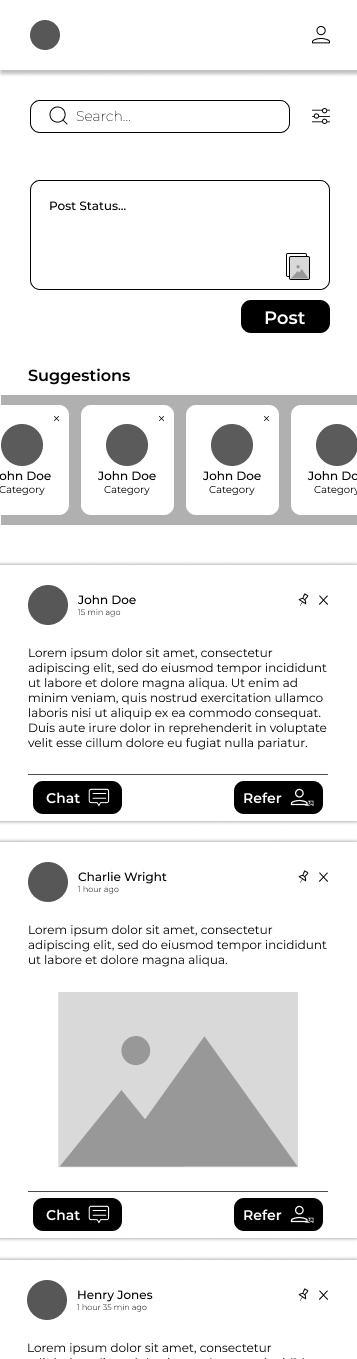 Search...
Post Status...
Post
Suggestions
ohn Doe
Category
John Doe
Category
John Doe
Category
John Do
Category
John Doe
15 min ago
Lorem ipsum dolor sit amet, consectetur
adipiscing elit, sed do eiusmod tempor incididunt
ut labore et dolore magna aliqua. Ut enim ad
minim veniam, quis nostrud exercitation ullamco
laboris nisi ut aliquip ex ea commodo consequat.
Duis aute irure dolor in reprehenderit in voluptate
velit esse cillum dolore eu fugiat nulla pariatur.
Chat
Refer
Charlie Wright
1 hour ago
Lorem ipsum dolor sit amet, consectetur
adipiscing elit, sed do eiusmod tempor incididunt
ut labore et dolore magna aliqua.
Chat
Refer
Henry Jones
1 hour 35 min ago
Lorem ipsum dolor sit amet, consectetur